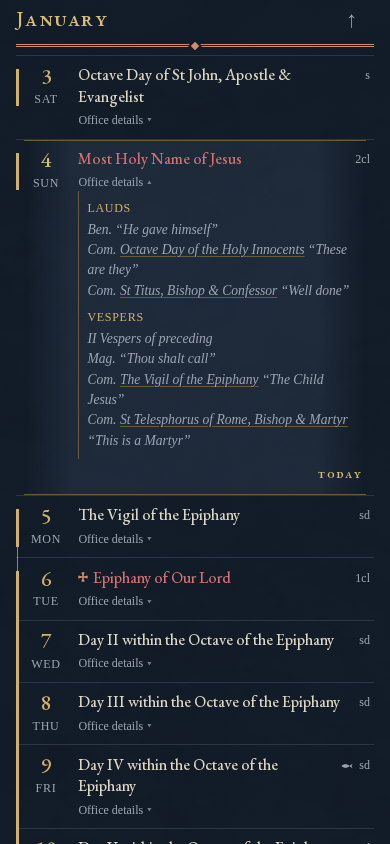 January ↑
3 Octave Day of St John, Apostle & s
SAT Evangelist
Office details ▾
4 Most Holy Name of Jesus 2cl
SUN Office details ▴
LAUDS
Ben. “He gave himself”
Com. Octave Day of the Holy Innocents “These
are they”
Com. St Titus, Bishop & Confessor “Well done”
VESPERS
II Vespers of preceding
Mag. “Thou shalt call”
Com. The Vigil of the Epiphany “The Child
Jesus”
Com. St Telesphorus of Rome, Bishop & Martyr
“This is a Martyr”
TODAY
5 The Vigil of the Epiphany sd
MON Office details ▾
6 ✢ Epiphany of Our Lord 1cl
TUE Office details ▾
7 Day II within the Octave of the Epiphany sd
WED Office details ▾
8 Day III within the Octave of the Epiphany sd
THU Office details ▾
9 Day IV within the Octave of the sd
FRI Epiphany
Office details ▾